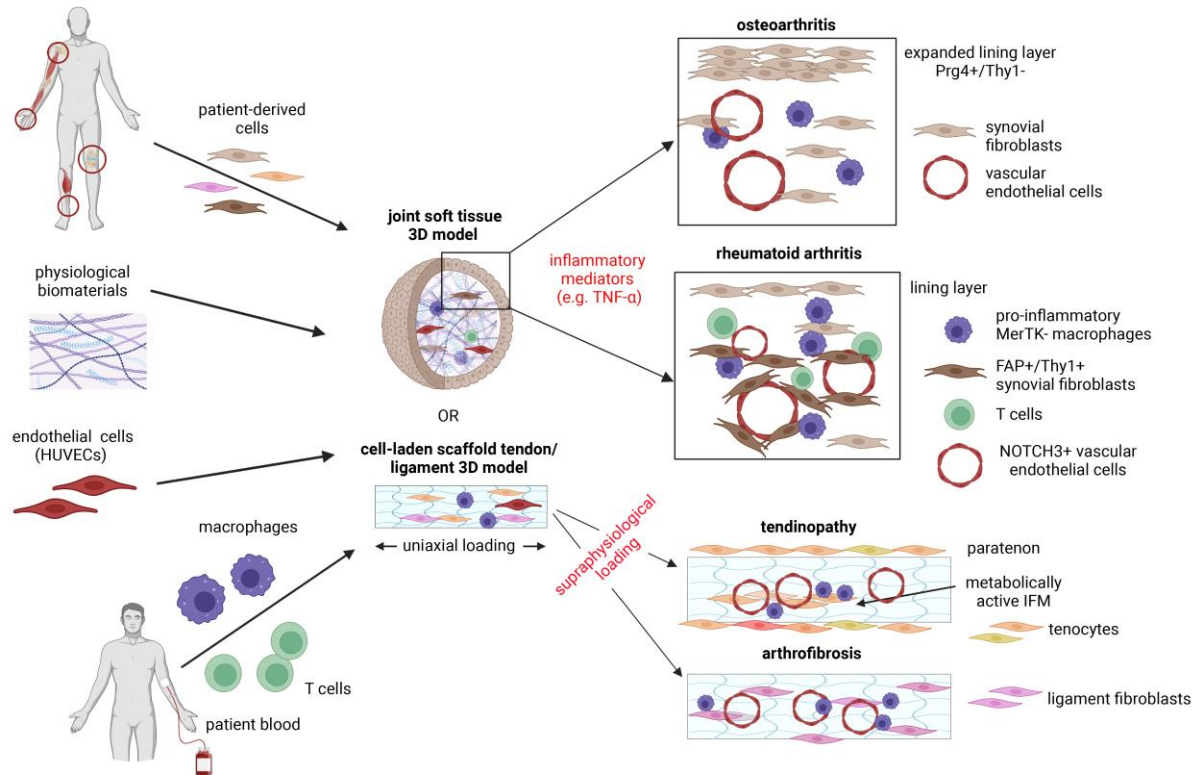 patient-derived
cells
physiological
biomaterials
endothelial cells
(HUVECs)
macrophages
T cells
patient blood
joint soft tissue
3D model
OR
cell-laden scaffold tendon/
ligament 3D model
uniaxial loading
inflammatory
mediators
(e.g. TNF-α)
supraphysiological
loading
osteoarthritis
expanded lining layer
Prg4+/Thy1-
synovial
fibroblasts
vascular
endothelial cells
rheumatoid arthritis
lining layer
pro-inflammatory
MerTK- macrophages
FAP+/Thy1+
synovial fibroblasts
T cells
NOTCH3+ vascular
endothelial cells
tendinopathy
paratenon
metabolically
active IFM
tenocytes
arthrofibrosis
ligament fibroblasts